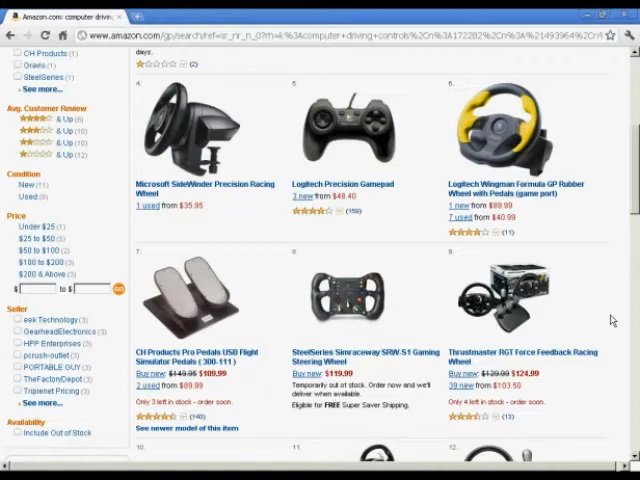 Amazon.com: computer drivin
www.amazon.com/gp/search/ref=sr_nr_n_0?rh=k%3Acomputer+driving+controls%2Cn%3A172282%2Cn%3A%21493964%2Cn%
CH Products (1)
Gravis (1)
SteelSeries (1)
See more...
Avg. Customer Review
& Up (8)
& Up (10)
& Up (10)
& Up (12)
Condition
New (11)
Used (8)
Price
Under $25 (1)
$25 to $50 (5)
$50 to $100 (2)
$100 to $200 (3)
$200 & Above (3)
$ to $ GO
Seller
eek Technology (3)
GearheadElectronics (3)
HPP Enterprises (3)
pcrush-outlet (3)
PORTABLE GUY (3)
TheFactoryDepot (3)
Triplenet Pricing (3)
See more...
Availability
Include Out of Stock
days.
(2)
4.
Microsoft SideWinder Precision Racing
Wheel
1 used from $35.95
5.
Logitech Precision Gamepad
3 new from $48.40
(159)
6.
Logitech Wingman Formula GP Rubber
Wheel with Pedals (game port)
1 new from $89.99
7 used from $40.99
(11)
7.
CH Products Pro Pedals USB Flight
Simulator Pedals ( 300-111 )
Buy new: $149.95 $109.99
2 used from $89.99
Only 3 left in stock - order soon.
(140)
See newer model of this item
8.
SteelSeries Simraceway SRW-S1 Gaming
Steering Wheel
Buy new: $119.99
Temporarily out of stock. Order now and we'll
deliver when available.
Eligible for FREE Super Saver Shipping.
9.
Thrustmaster RGT Force Feedback Racing
Wheel
Buy new: $129.99 $124.99
39 new from $103.50
Only 4 left in stock - order soon.
(13)
10.
11.
12.